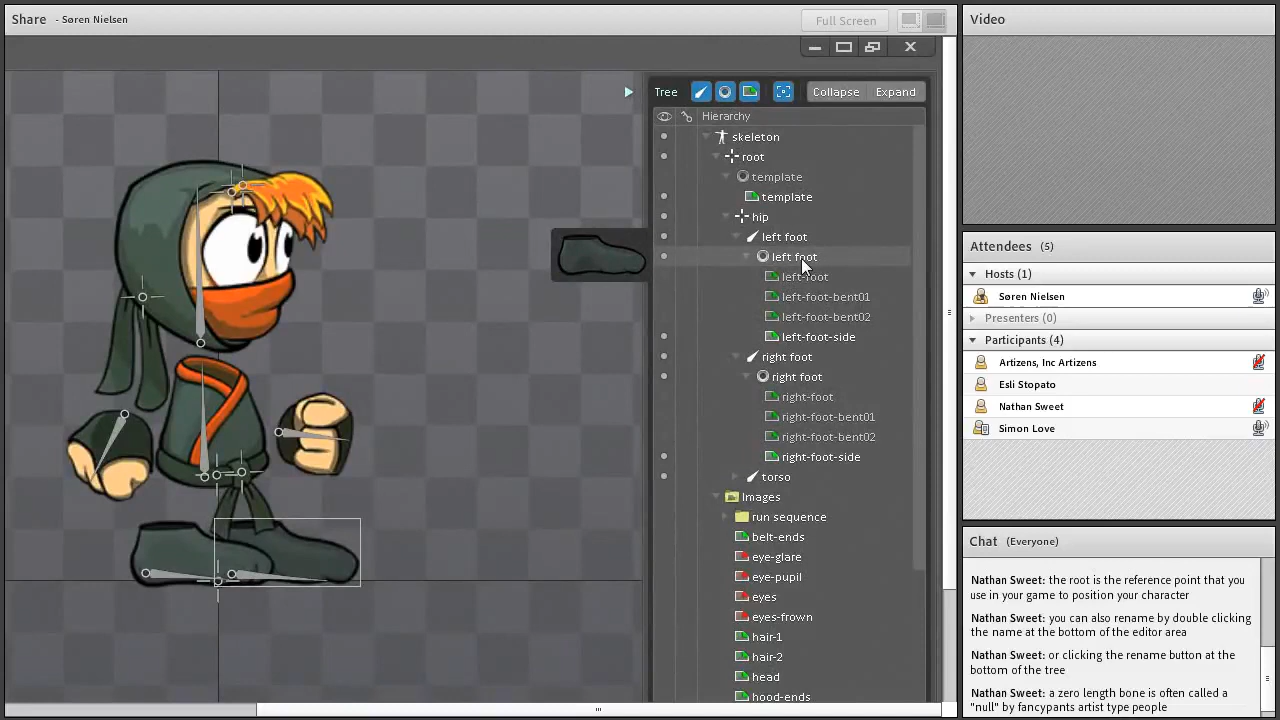 Share - Søren Nielsen
Full Screen
Tree
Collapse
Expand
Hierarchy
skeleton
root
template
template
hip
left foot
left foot
left-foot
left-foot-bent01
left-foot-bent02
left-foot-side
right foot
right foot
right-foot
right-foot-bent01
right-foot-bent02
right-foot-side
torso
Images
run sequence
belt-ends
eye-glare
eye-pupil
eyes
eyes-frown
hair-1
hair-2
head
hood-ends
Video
Attendees (5)
Hosts (1)
Søren Nielsen
Presenters (0)
Participants (4)
Artizens, Inc Artizens
Esli Stopato
Nathan Sweet
Simon Love
Chat (Everyone)
Nathan Sweet: the root is the reference point that you
use in your game to position your character
Nathan Sweet: you can also rename by double clicking
the name at the bottom of the editor area
Nathan Sweet: or clicking the rename button at the
bottom of the tree
Nathan Sweet: a zero length bone is often called a
"null" by fancypants artist type people